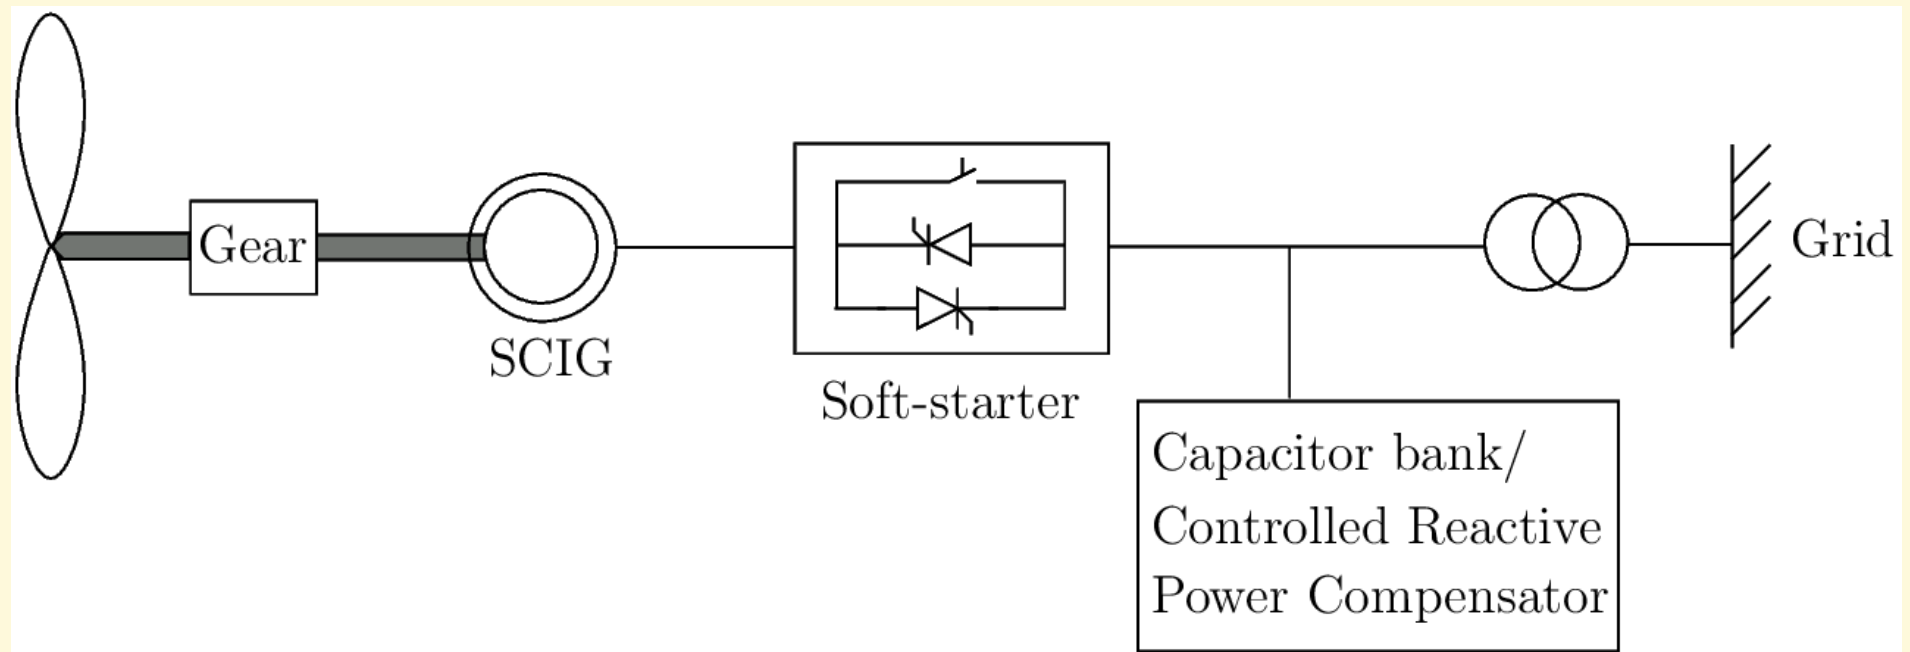 Gear
SCIG
Soft-starter
Grid
Capacitor bank/
Controlled Reactive
Power Compensator